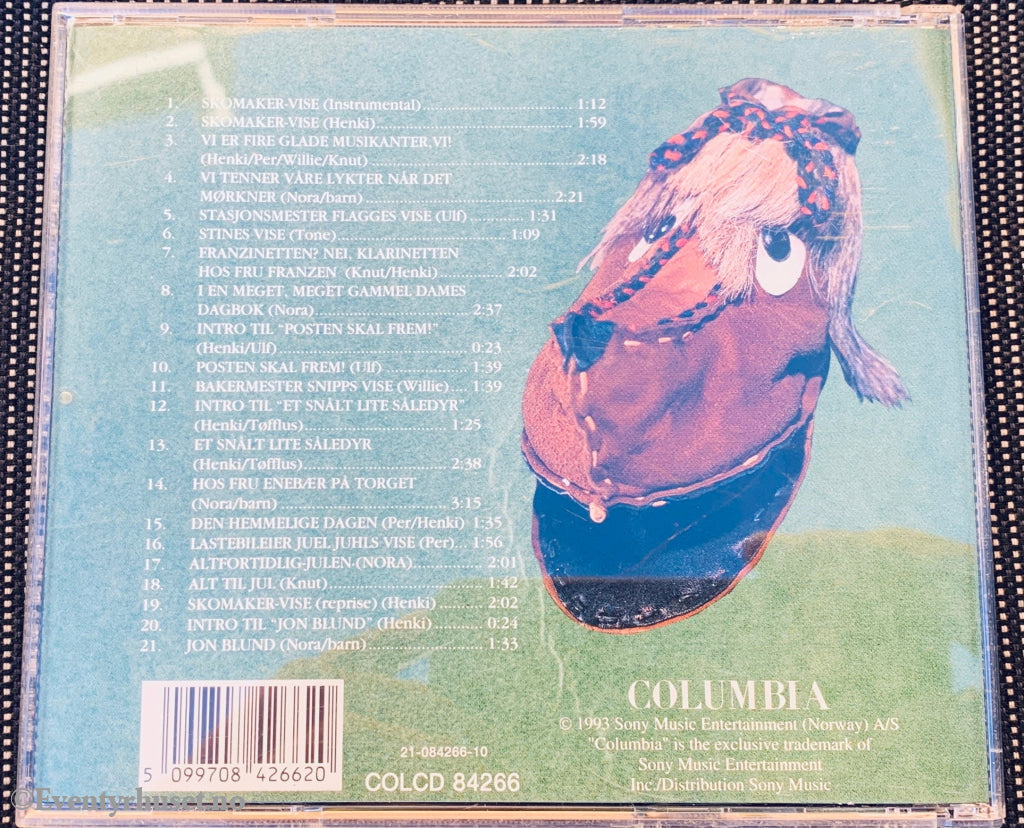 1. SKOMAKER-VISE (Instrumental)................................ 1:12
2. SKOMAKER-VISE (Henki)........................................... 1:59
3. VI ER FIRE GLADE MUSIKANTER,VI!
(Henki/Per/Willie/Knut)............................................2:18
4. VI TENNER VÅRE LYKTER NÅR DET
MØRKNER (Nora/barn)........................................2:21
5. STASJONSMESTER FLAGGES VISE (Ulf) ............ 1:31
6. STINES VISE (Tone)................................... 1:09
7. FRANZINETTEN? NEI, KLARINETTEN
HOS FRU FRANZEN (Knut/Henki).............. 2:02
8. I EN MEGET, MEGET GAMMEL DAMES
DAGBOK (Nora)................................... 2:37
9. INTRO TIL "POSTEN SKAL FREM!"
(Henki/Ulf)......................................... 0:23
10. POSTEN SKAL FREM! (Ulf)................. 1:39
11. BAKERMESTER SNIPPS VISE (Willie).... 1:39
12. INTRO TIL "ET SNÅLT LITE SÅLEDYR"
(Henki/Tøfflus)................................ 1:25
13. ET SNÅLT LITE SÅLEDYR
(Henki/Tøfflus)................................ 2:38
14. HOS FRU ENEBÆR PÅ TORGET
(Nora/barn)..................................... 3:15
15. DEN HEMMELIGE DAGEN (Per/Henki) 1:35
16. LASTEBILEIER JUEL JUHLS VISE (Per)... 1:56
17. ALTFORTIDLIG-JULEN-(NORA)............... 2:01
18. ALT TIL JUL (Knut)................................ 1:42
19. SKOMAKER-VISE (reprise) (Henki) .......... 2:02
20. INTRO TIL "JON BLUND" (Henki)........... 0:24
21. JON BLUND (Nora/barn)......................... 1:33
COLUMBIA
© 1993 Sony Music Entertainment (Norway) A/S
"Columbia" is the exclusive trademark of
Sony Music Entertainment
Inc./Distribution Sony Music
21-084266-10
COLCD 84266
5 099708 426620
©Eventyrhuset.no